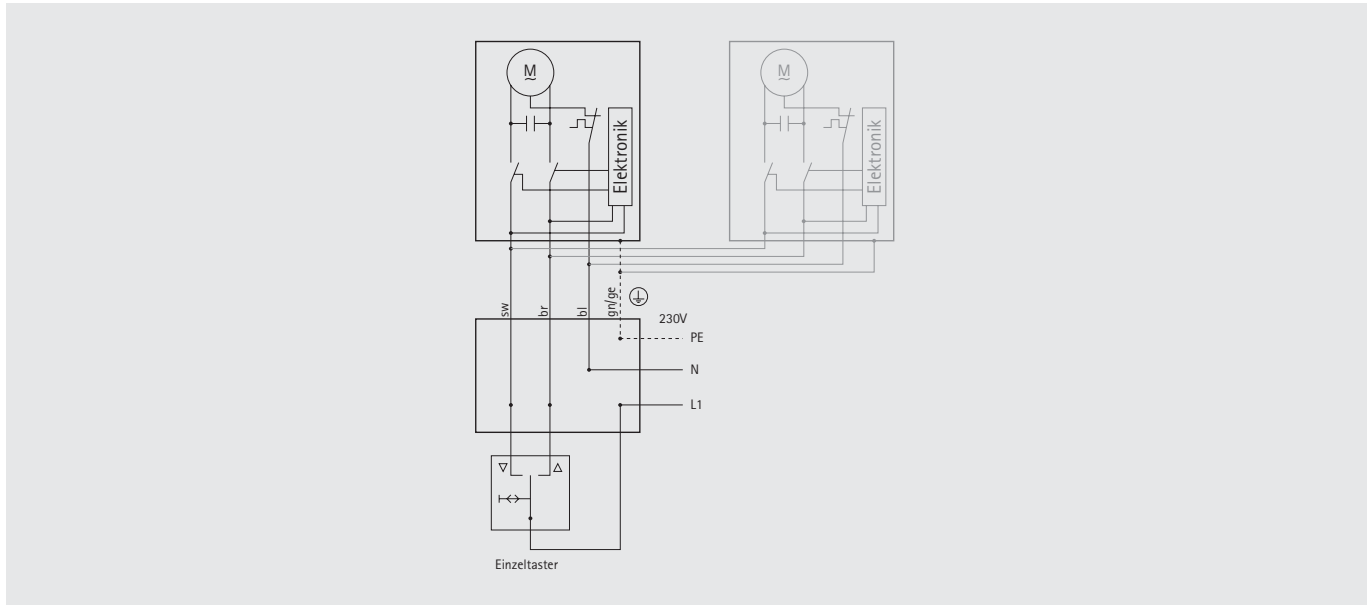 M
~
Elektronik
M
~
Elektronik
sw
br
bl
gn/ge
230V
PE
N
L1
Einzeltaster